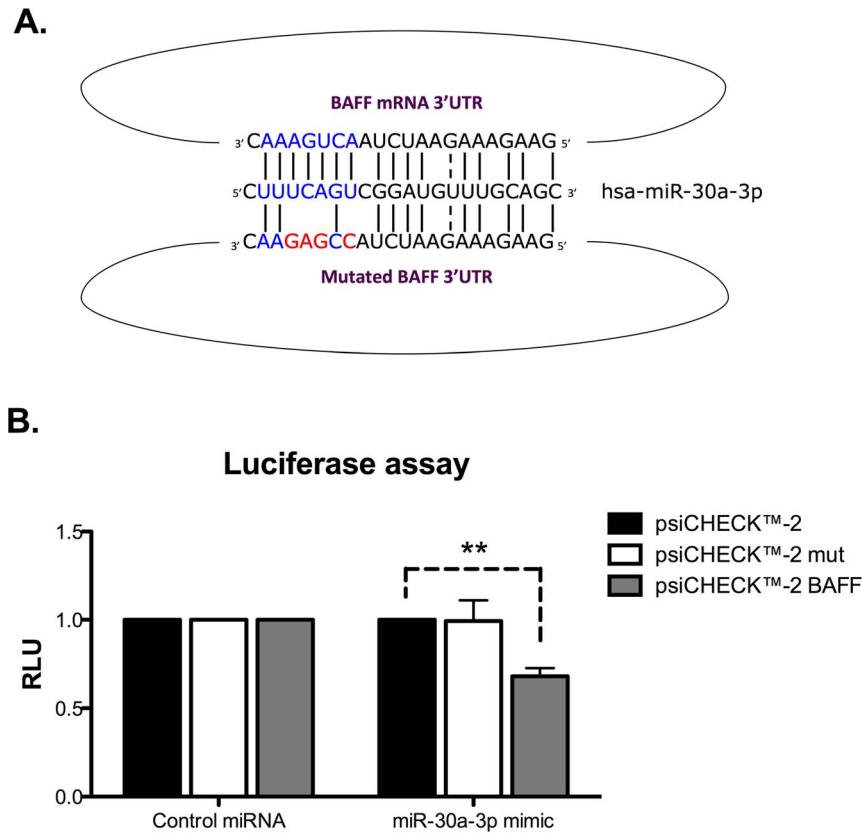 A.
BAFF mRNA 3’UTR
3’ CAAAGUCAAUCUAAGAAAGAAG 5’
5’ CUUUCAGUCGGAUGUUUGCAGC 3’ hsa-miR-30a-3p
3’ CAAGAGCCAUCUAAGAAAGAAG 5’
Mutated BAFF 3’UTR
B.
Luciferase assay
psiCHECK™-2
psiCHECK™-2 mut
psiCHECK™-2 BAFF
**
RLU
1.5
1.0
0.5
0.0
Control miRNA
miR-30a-3p mimic